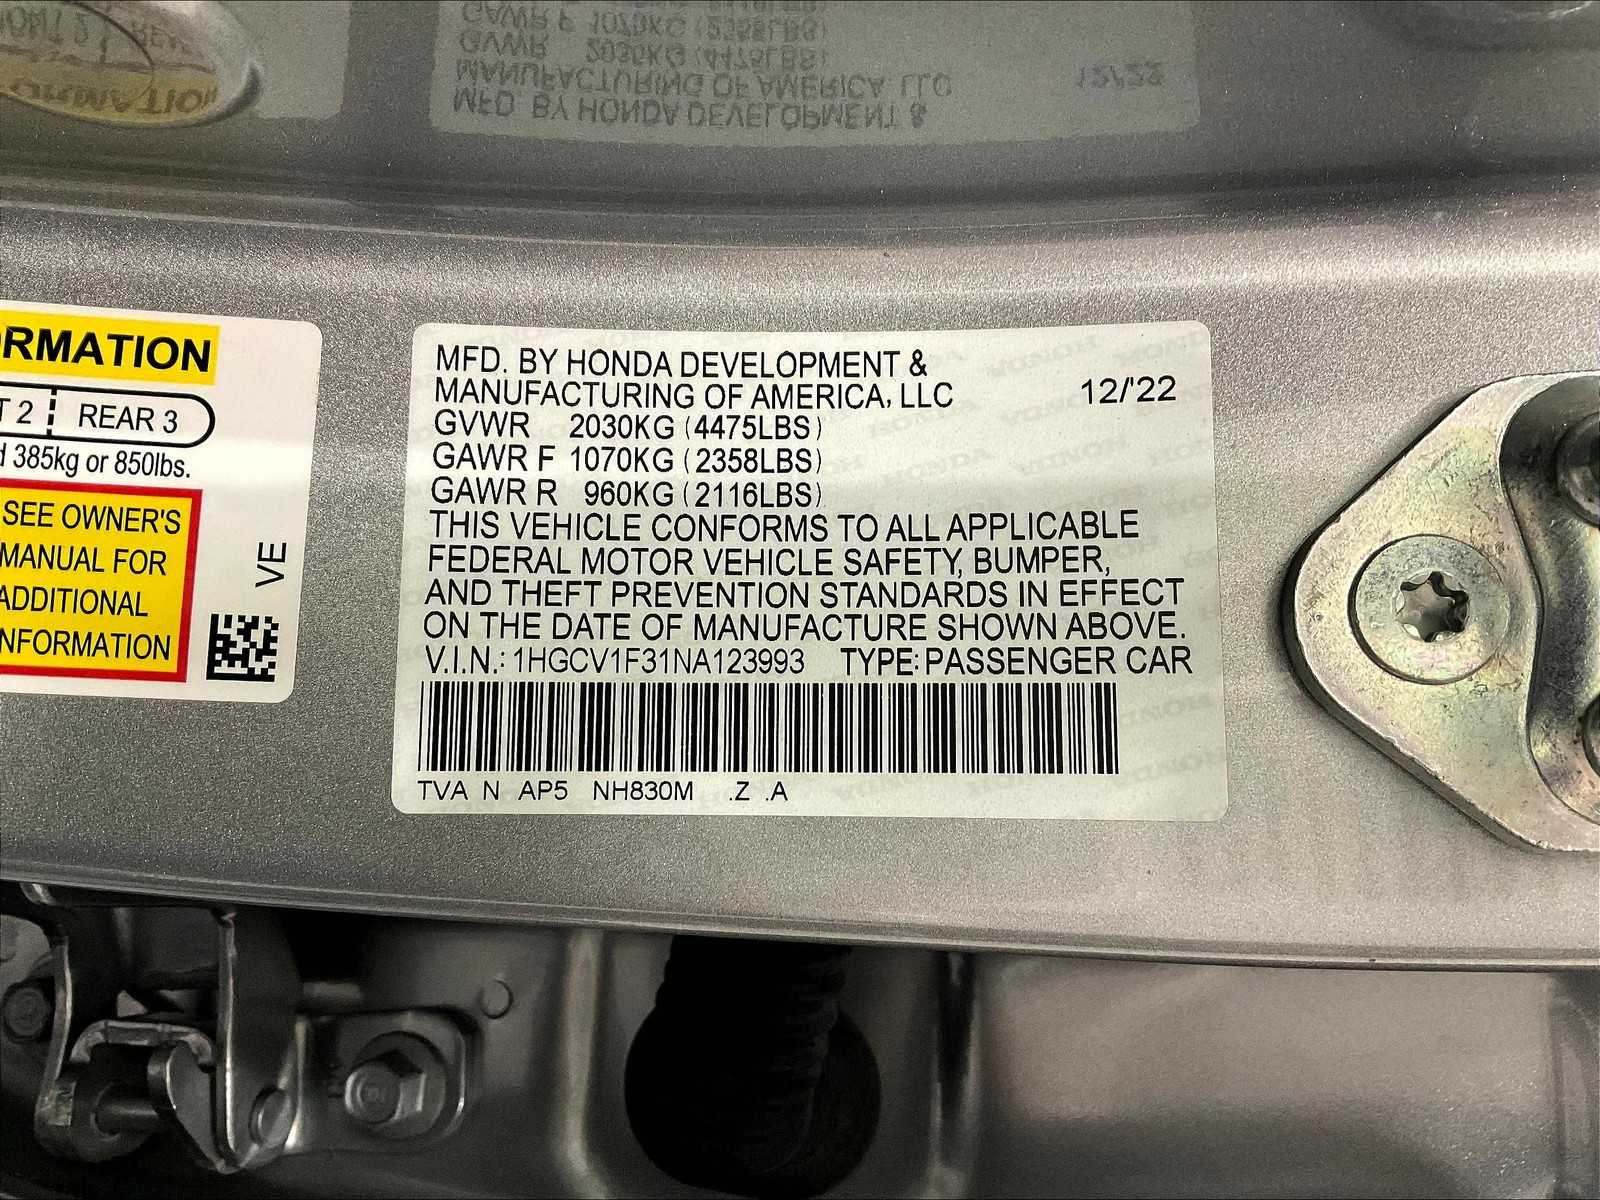 ORMATION
T 2 REAR 3
d 385kg or 850lbs.
SEE OWNER'S
MANUAL FOR
ADDITIONAL
NFORMATION
VE
MFD. BY HONDA DEVELOPMENT &
MANUFACTURING OF AMERICA, LLC 12/'22
GVWR 2030KG (4475LBS)
GAWR F 1070KG (2358LBS)
GAWR R 960KG (2116LBS)
THIS VEHICLE CONFORMS TO ALL APPLICABLE
FEDERAL MOTOR VEHICLE SAFETY, BUMPER,
AND THEFT PREVENTION STANDARDS IN EFFECT
ON THE DATE OF MANUFACTURE SHOWN ABOVE.
V.I.N.: 1HGCV1F31NA123993 TYPE: PASSENGER CAR
TVA N AP5 NH830M .Z .A